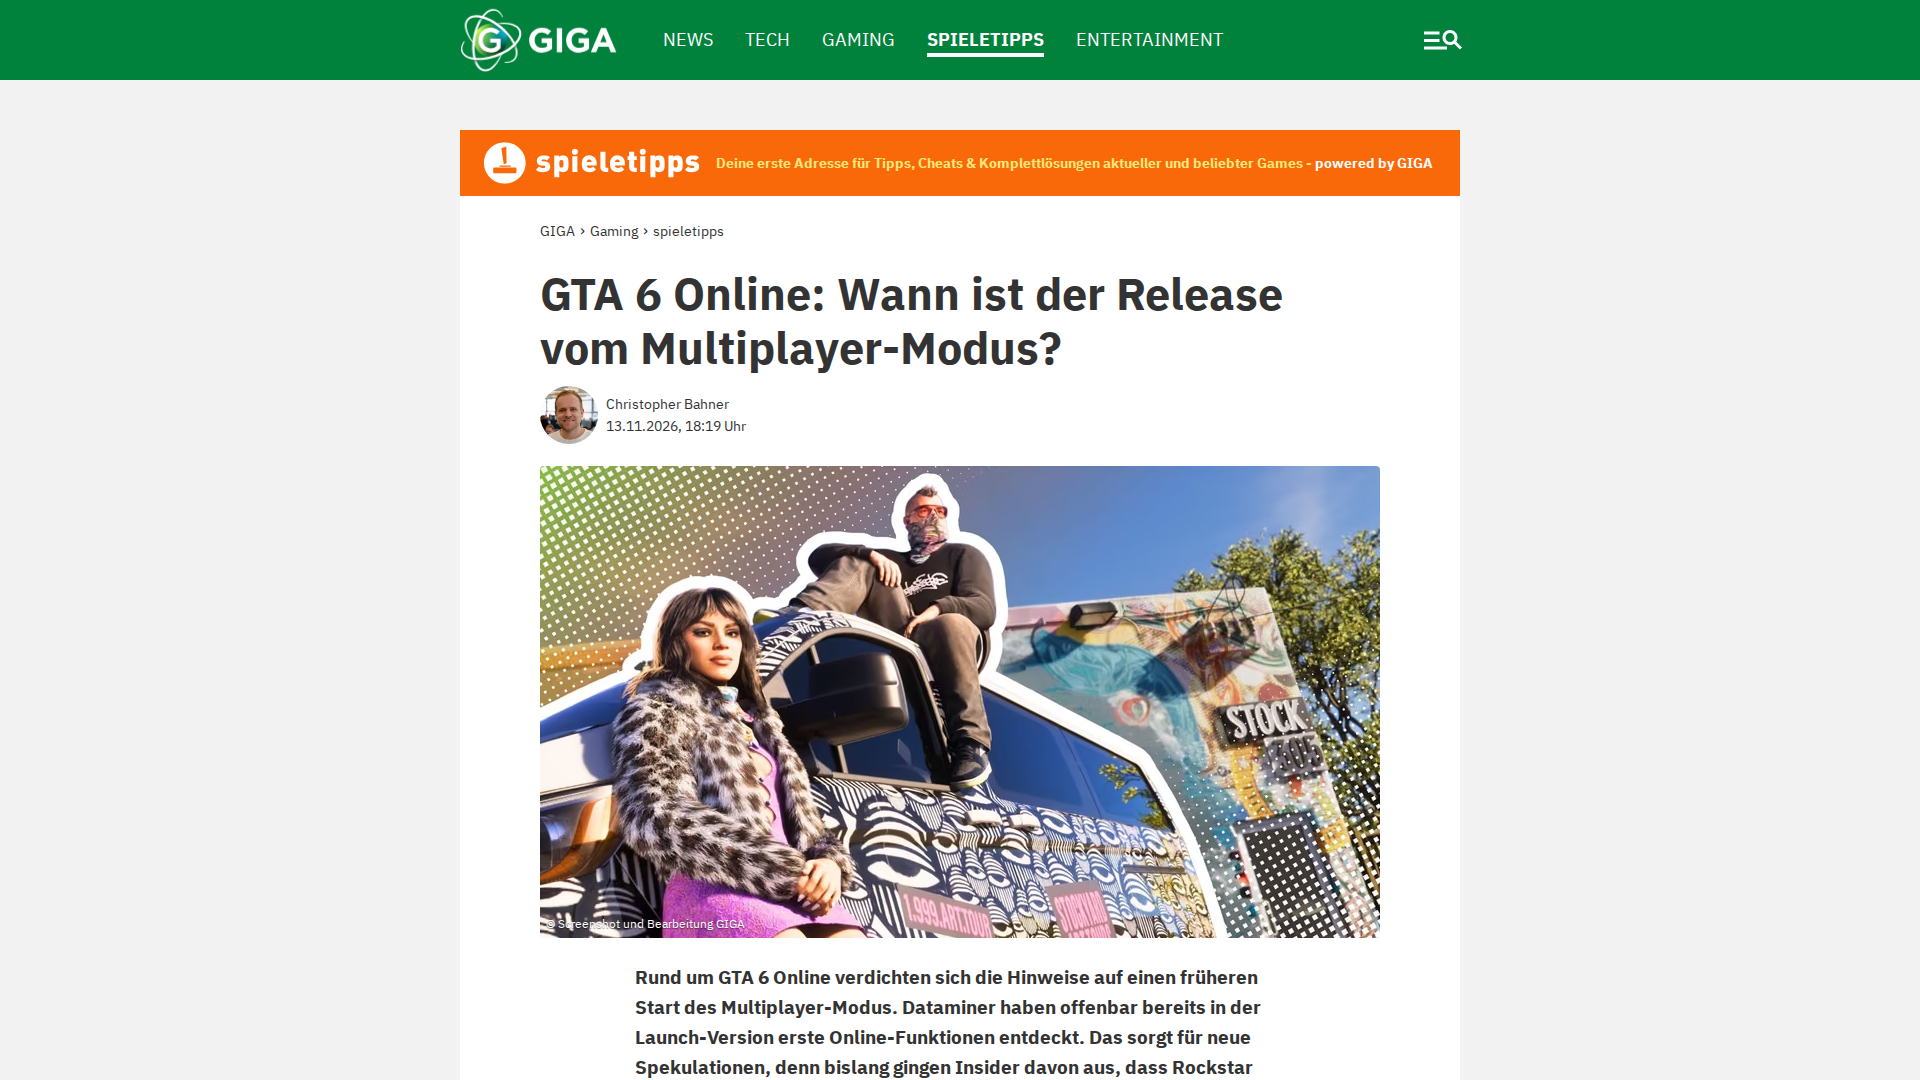 GIGA
NEWS TECH GAMING SPIELETIPPS ENTERTAINMENT
spieletipps Deine erste Adresse für Tipps, Cheats & Komplettlösungen aktueller und beliebter Games - powered by GIGA
GIGA › Gaming › spieletipps
GTA 6 Online: Wann ist der Release
vom Multiplayer-Modus?
Christopher Bahner
13.11.2026, 18:19 Uhr
STOCK
305
© Screenshot und Bearbeitung GIGA
Rund um GTA 6 Online verdichten sich die Hinweise auf einen früheren
Start des Multiplayer-Modus. Dataminer haben offenbar bereits in der
Launch-Version erste Online-Funktionen entdeckt. Das sorgt für neue
Spekulationen, denn bislang gingen Insider davon aus, dass Rockstar